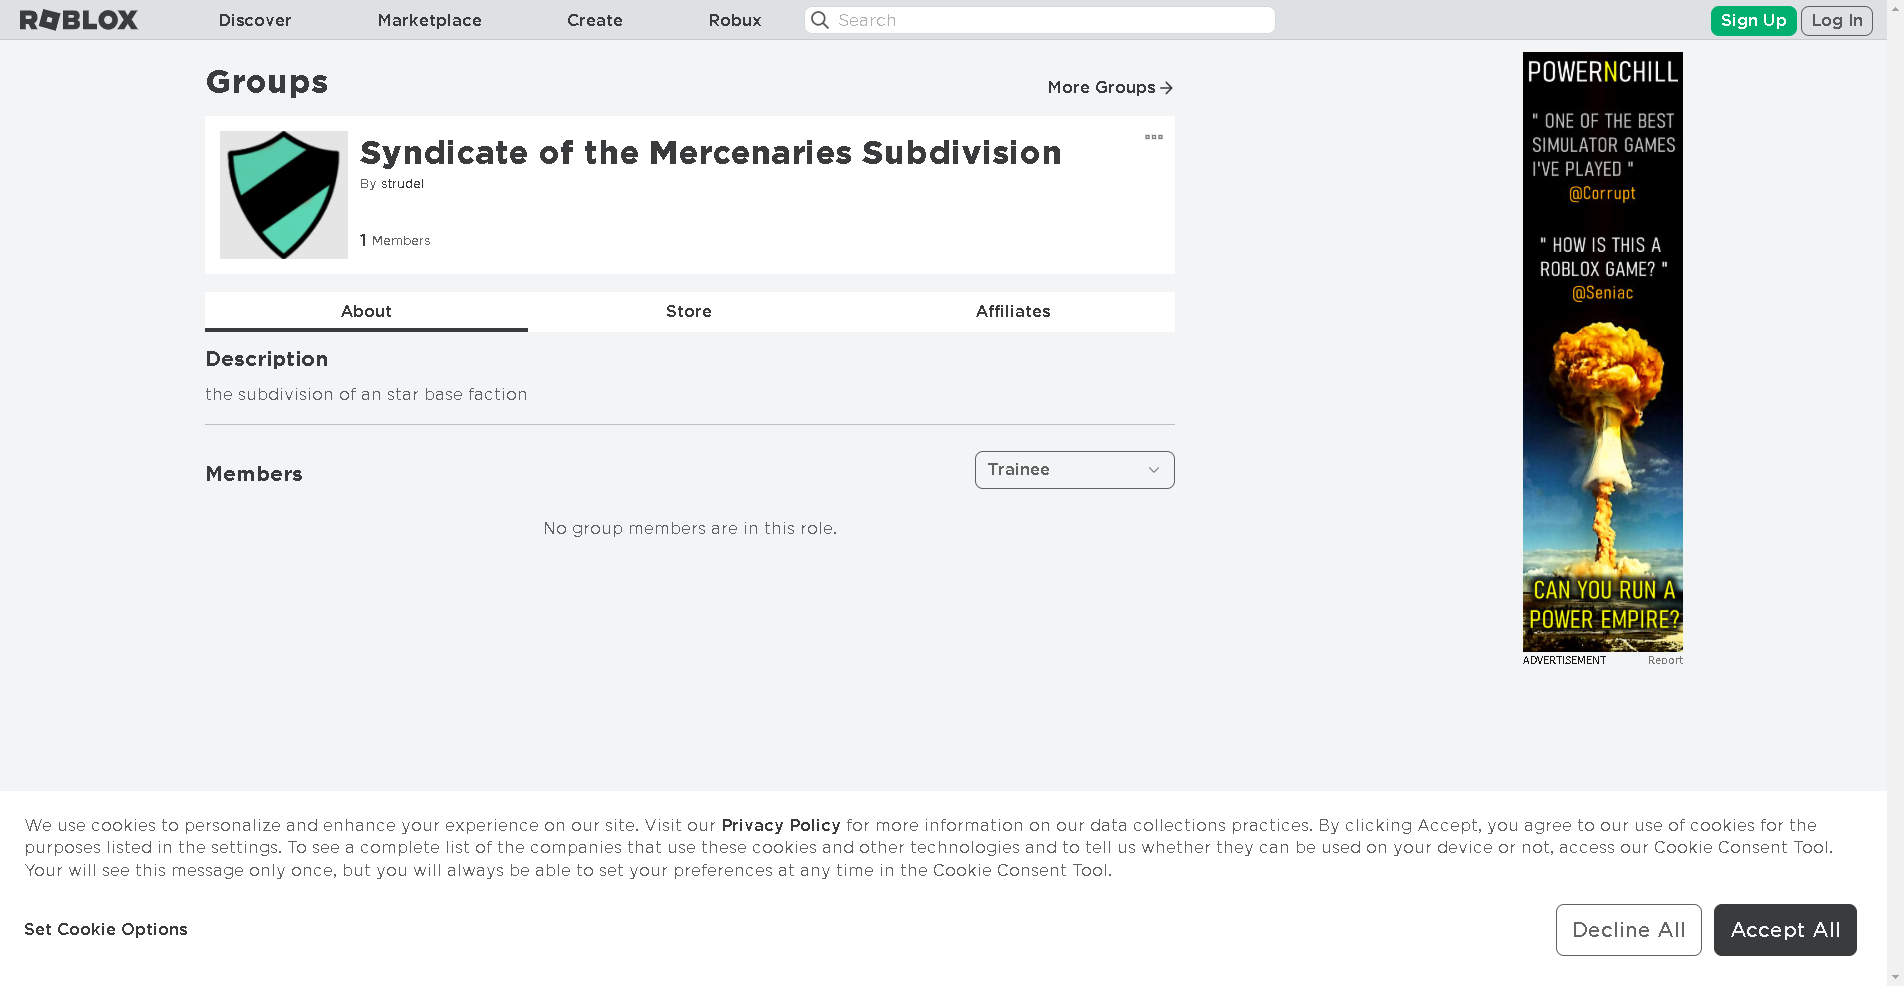 ROBLOX
Discover
Marketplace
Create
Robux
Search
Sign Up
Log In
Groups
More Groups
Syndicate of the Mercenaries Subdivision
By strudel
1 Members
About
Store
Affiliates
Description
the subdivision of an star base faction
Members
Trainee
No group members are in this role.
POWERNCHILL
" ONE OF THE BEST
SIMULATOR GAMES
I'VE PLAYED "
@Corrupt
" HOW IS THIS A
ROBLOX GAME? "
@Seniac
CAN YOU RUN A
POWER EMPIRE?
ADVERTISEMENT
Report
We use cookies to personalize and enhance your experience on our site. Visit our Privacy Policy for more information on our data collections practices. By clicking Accept, you agree to our use of cookies for the
purposes listed in the settings. To see a complete list of the companies that use these cookies and other technologies and to tell us whether they can be used on your device or not, access our Cookie Consent Tool.
Your will see this message only once, but you will always be able to set your preferences at any time in the Cookie Consent Tool.
Set Cookie Options
Decline All
Accept All